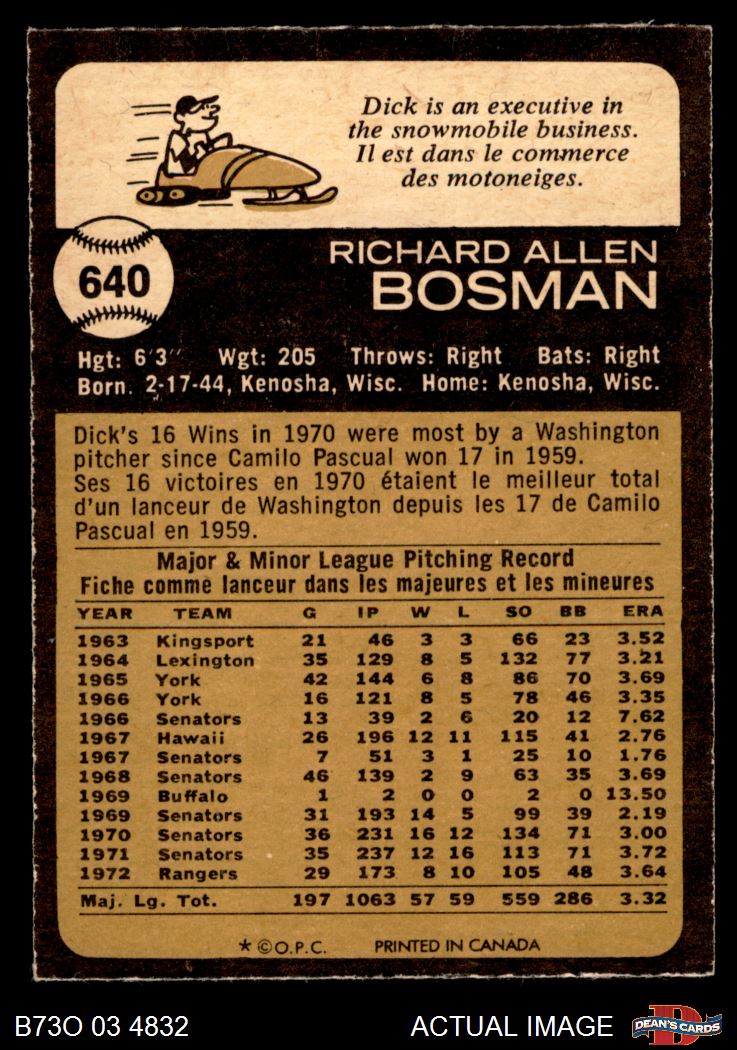 Dick is an executive in
the snowmobile business.
Il est dans le commerce
des motoneiges.
640
RICHARD ALLEN
BOSMAN
Hgt: 6'3" Wgt: 205 Throws: Right Bats: Right
Born. 2-17-44, Kenosha, Wisc. Home: Kenosha, Wisc.
Dick's 16 Wins in 1970 were most by a Washington
pitcher since Camilo Pascual won 17 in 1959.
Ses 16 victoires en 1970 étaient le meilleur total
d'un lanceur de Washington depuis les 17 de Camilo
Pascual en 1959.
Major & Minor League Pitching Record
Fiche comme lanceur dans les majeures et les mineures
YEAR TEAM G IP W L SO BB ERA
1963 Kingsport 21 46 3 3 66 23 3.52
1964 Lexington 35 129 8 5 132 77 3.21
1965 York 42 144 6 8 86 70 3.69
1966 York 16 121 8 5 78 46 3.35
1966 Senators 13 39 2 6 20 12 7.62
1967 Hawaii 26 196 12 11 115 41 2.76
1967 Senators 7 51 3 1 25 10 1.76
1968 Senators 46 139 2 9 63 35 3.69
1969 Buffalo 1 2 0 0 2 0 13.50
1969 Senators 31 193 14 5 99 39 2.19
1970 Senators 36 231 16 12 134 71 3.00
1971 Senators 35 237 12 16 113 71 3.72
1972 Rangers 29 173 8 10 105 48 3.64
Maj. Lg. Tot. 197 1063 57 59 559 286 3.32
* ©O.P.C. PRINTED IN CANADA
B73O 03 4832 ACTUAL IMAGE DEAN'S CARDS